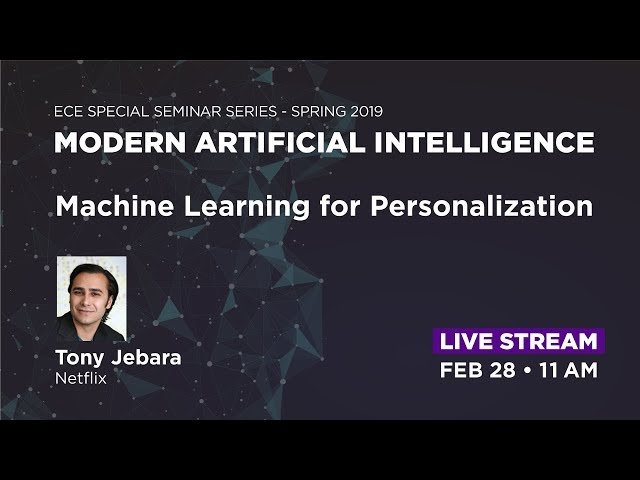 ECE SPECIAL SEMINAR SERIES - SPRING 2019
MODERN ARTIFICIAL INTELLIGENCE
Machine Learning for Personalization
Tony Jebara
Netflix
LIVE STREAM
FEB 28 • 11 AM